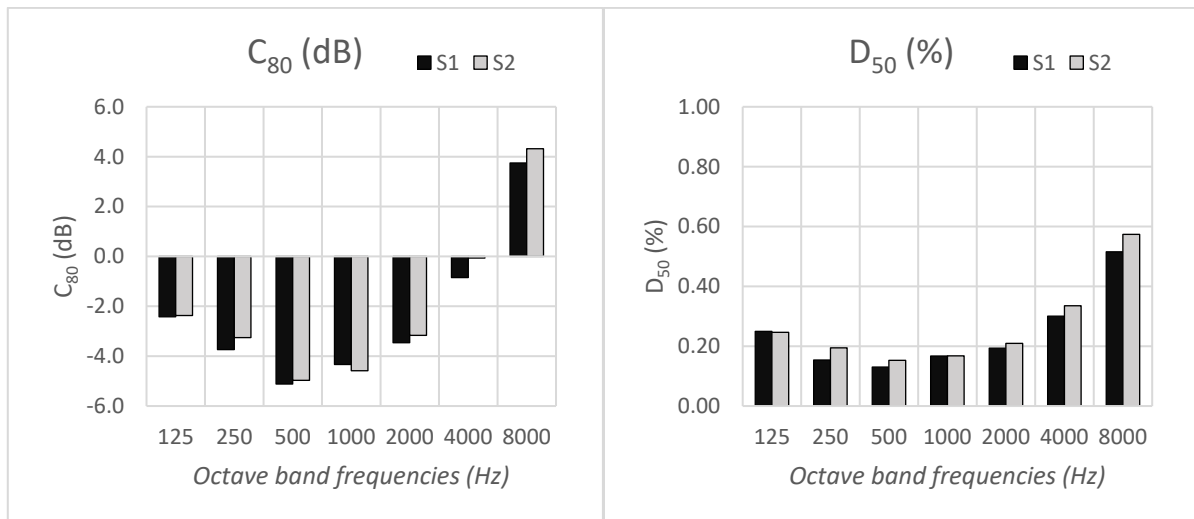 C80 (dB)
S1 S2
6.0
4.0
2.0
0.0
-2.0
-4.0
-6.0
C80 (dB)
125 250 500 1000 2000 4000 8000
Octave band frequencies (Hz)
D50 (%)
S1 S2
1.00
0.80
0.60
0.40
0.20
0.00
D50 (%)
125 250 500 1000 2000 4000 8000
Octave band frequencies (Hz)